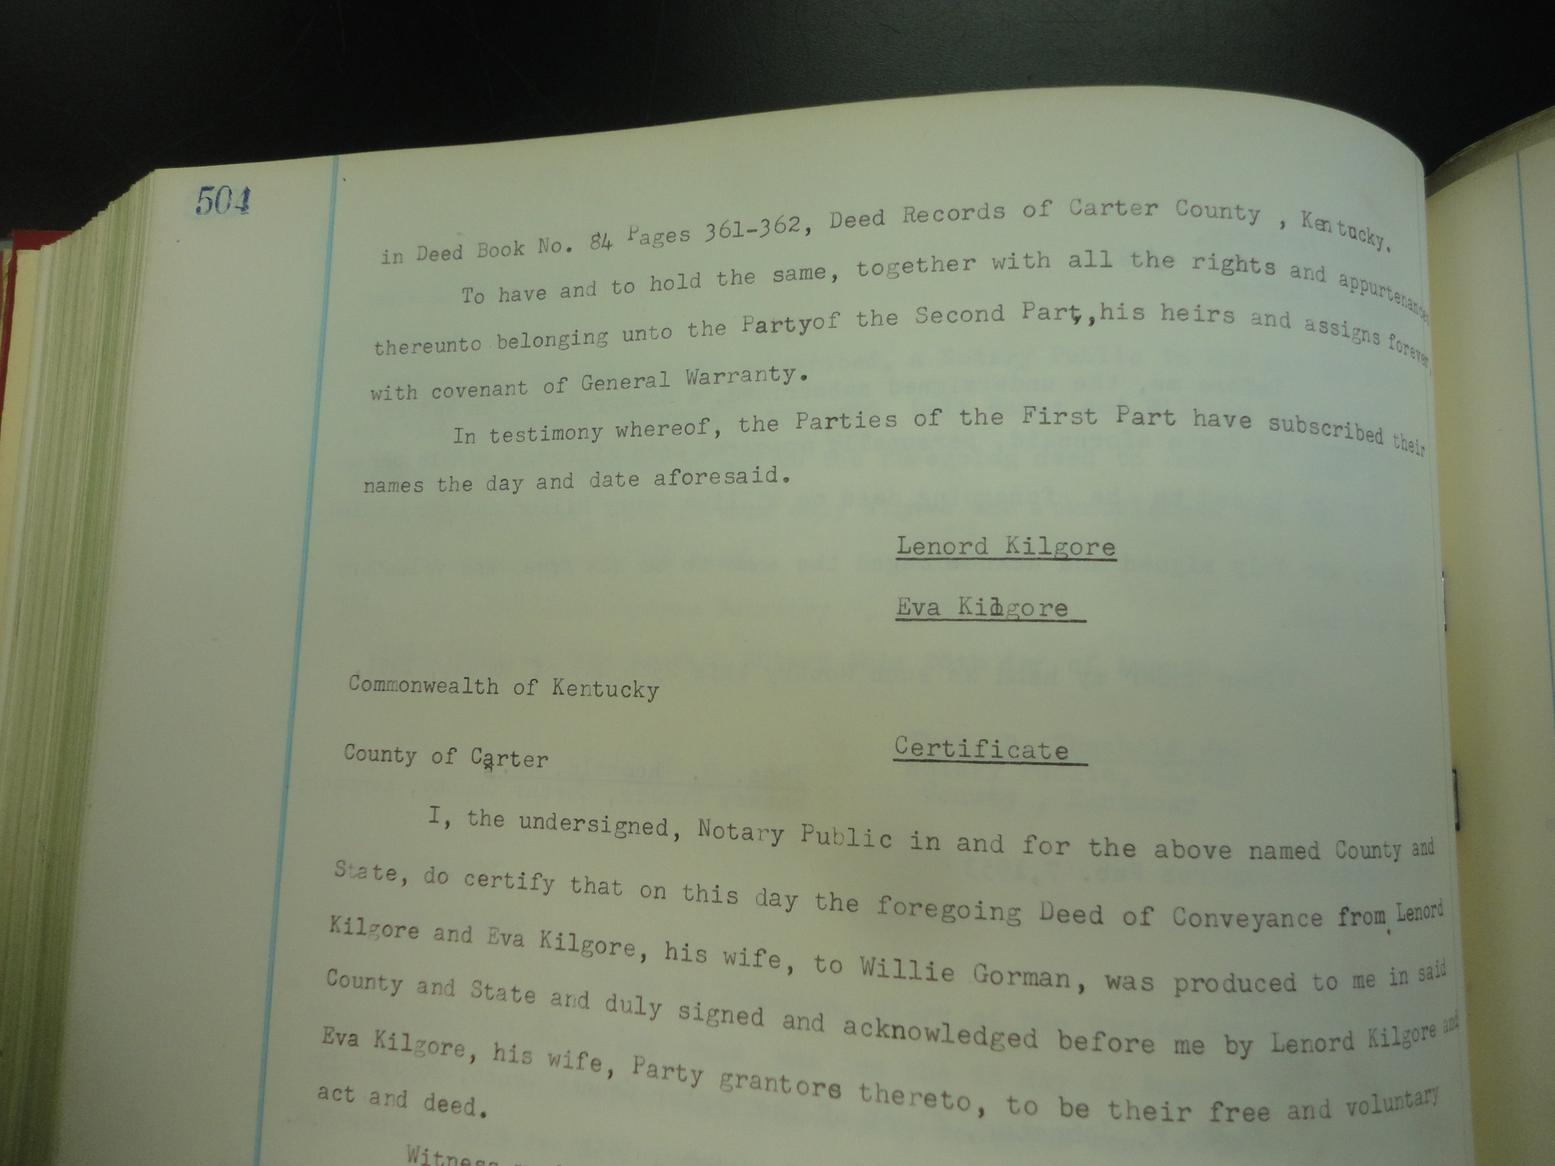 504
in Deed Book No. 84 Pages 361-362, Deed Records of Carter County , Kentucky.
To have and to hold the same, together with all the rights and appurtenances
thereunto belonging unto the Partyof the Second Part,,his heirs and assigns forever,
with covenant of General Warranty.
In testimony whereof, the Parties of the First Part have subscribed their
names the day and date aforesaid.
Lenord Kilgore
Eva Kilgore
Commonwealth of Kentucky
County of Carter
Certificate
I, the undersigned, Notary Public in and for the above named County and
State, do certify that on this day the foregoing Deed of Conveyance from Lenord
Kilgore and Eva Kilgore, his wife, to Willie Gorman, was produced to me in said
County and State and duly signed and acknowledged before me by Lenord Kilgore and
Eva Kilgore, his wife, Party grantors thereto, to be their free and voluntary
act and deed.
Witness